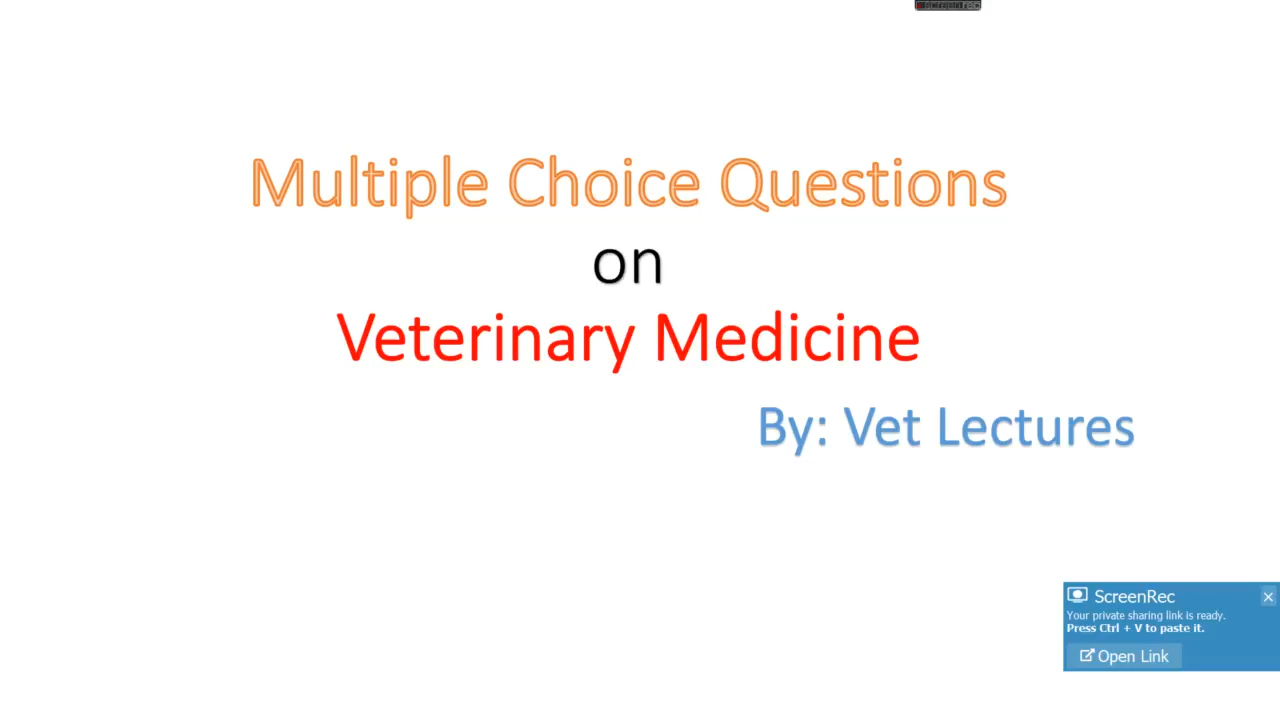 screenrec
Multiple Choice Questions
on
Veterinary Medicine
By: Vet Lectures
ScreenRec
Your private sharing link is ready.
Press Ctrl + V to paste it.
Open Link